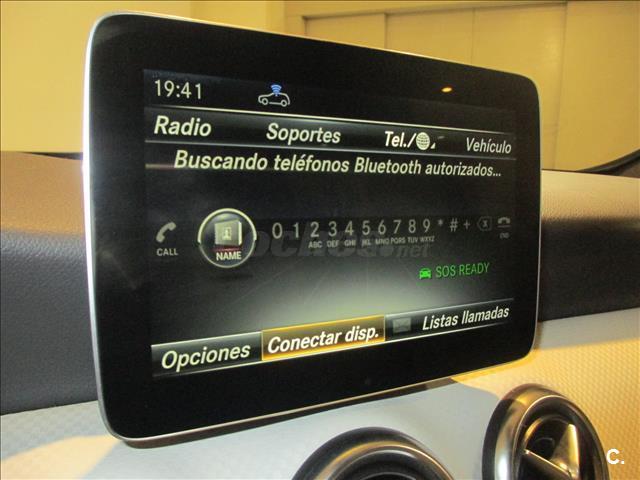 19:41
Radio Soportes Tel./ Vehículo
Buscando teléfonos Bluetooth autorizados...
0 1 2 3 4 5 6 7 8 9 * # +
ABC DEF GHI JKL MNO PQRS TUV WXYZ
CALL NAME END
SOS READY
Opciones Conectar disp. Listas llamadas
COCHES.net
C.